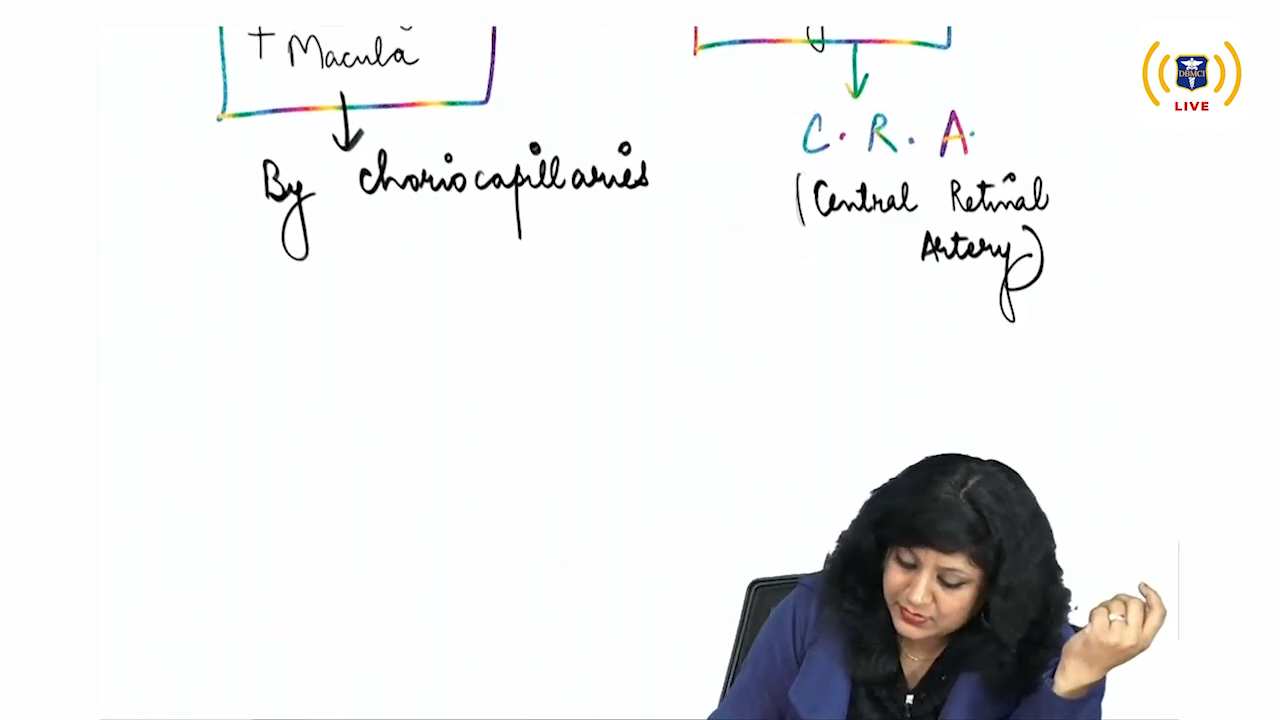 + Macula
By choriocapillaries
C. R. A.
(Central Retinal
Artery)
DBMCI
LIVE